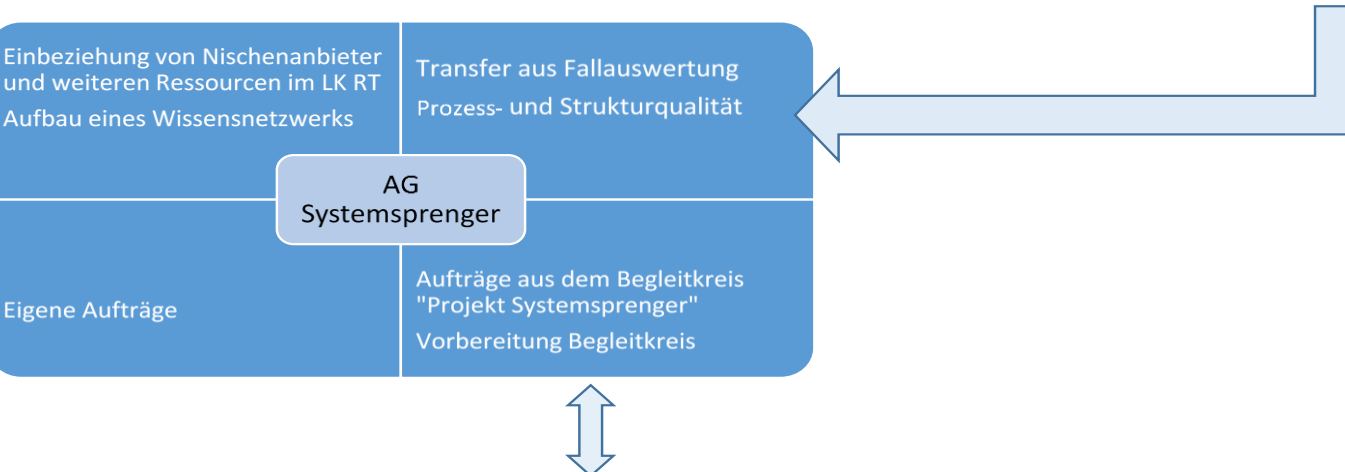 Einbeziehung von Nischenanbieter
und weiteren Ressourcen im LK RT
Aufbau eines Wissensnetzwerks
Transfer aus Fallauswertung
Prozess- und Strukturqualität
AG
Systemsprenger
Eigene Aufträge
Aufträge aus dem Begleitkreis
"Projekt Systemsprenger"
Vorbereitung Begleitkreis